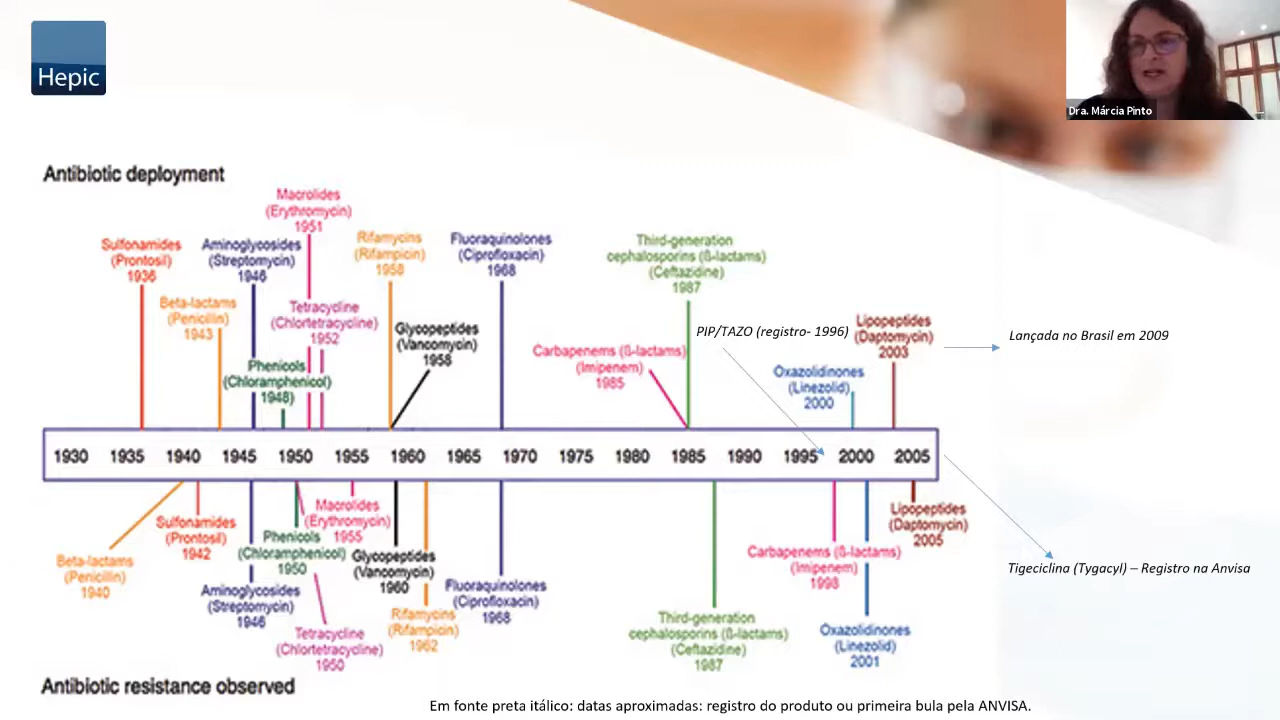 Hepic
Dra. Márcia Pinto
Antibiotic deployment
Macrolides
(Erythromycin)
1951
Sulfonamides
(Prontosil)
1936
Aminoglycosides
(Streptomycin)
1946
Rifamycins
(Rifampicin)
1958
Fluoraquinolones
(Ciprofloxacin)
1968
Third-generation
cephalosporins (ß-lactams)
(Ceftazidine)
1987
Beta-lactams
(Penicillin)
1943
Tetracycline
(Chlortetracycline)
1952
Glycopeptides
(Vancomycin)
1958
PIP/TAZO (registro- 1996)
Lipopeptides
(Daptomycin)
2003
Lançada no Brasil em 2009
Phenicols
(Chloramphenicol)
1948)
Carbapenems (ß-lactams)
(Imipenem)
1985
Oxazolidinones
(Linezolid)
2000
1930 1935 1940 1945 1950 1955 1960 1965 1970 1975 1980 1985 1990 1995 2000 2005
Beta-lactams
(Penicillin)
1940
Sulfonamides
(Prontosil)
1942
Aminoglycosides
(Streptomycin)
1946
Phenicols
(Chloramphenicol)
1950
Macrolides
(Erythromycin)
1955
Tetracycline
(Chlortetracycline)
1950
Glycopeptides
(Vancomycin)
1960
Rifamycins
(Rifampicin)
1962
Fluoraquinolones
(Ciprofloxacin)
1968
Third-generation
cephalosporins (ß-lactams)
(Ceftazidine)
1987
Carbapenems (ß-lactams)
(Imipenem)
1998
Oxazolidinones
(Linezolid)
2001
Lipopeptides
(Daptomycin)
2005
Tigeciclina (Tygaçyl) – Registro na Anvisa
Antibiotic resistance observed
Em fonte preta itálico: datas aproximadas: registro do produto ou primeira bula pela ANVISA.